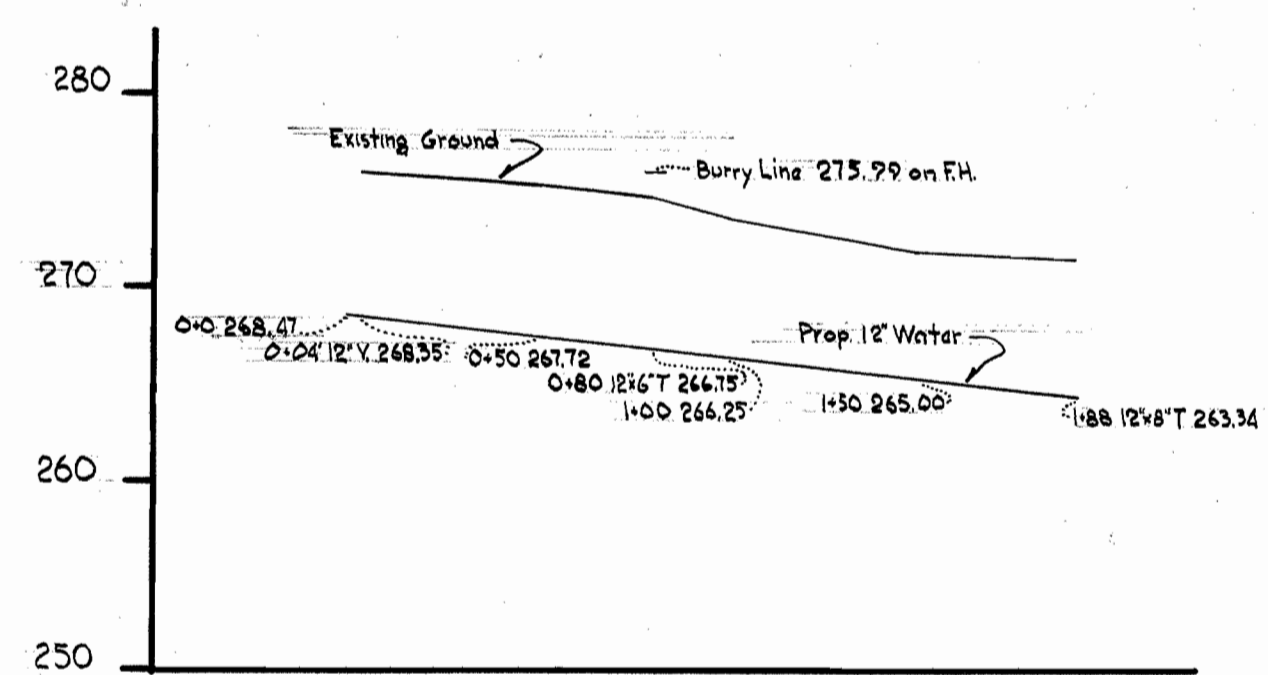 280
Existing Ground
Burry Line 275.99 on F.H.
270
0+0 268.47
Prop. 12" Water
0+04' 12" Y 268.35
0+50 267.72
0+80 12"x6" T 266.75
1+00 266.25
1+50 265.00
1+88 12"x8" T 263.34
260
250